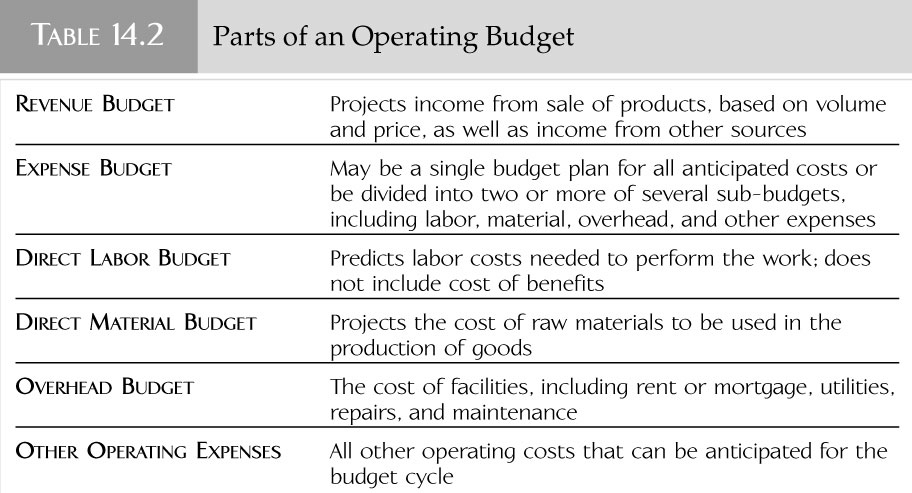 TABLE 14.2 Parts of an Operating Budget
REVENUE BUDGET Projects income from sale of products, based on volume
and price, as well as income from other sources
EXPENSE BUDGET May be a single budget plan for all anticipated costs or
be divided into two or more of several sub-budgets,
including labor, material, overhead, and other expenses
DIRECT LABOR BUDGET Predicts labor costs needed to perform the work; does
not include cost of benefits
DIRECT MATERIAL BUDGET Projects the cost of raw materials to be used in the
production of goods
OVERHEAD BUDGET The cost of facilities, including rent or mortgage, utilities,
repairs, and maintenance
OTHER OPERATING EXPENSES All other operating costs that can be anticipated for the
budget cycle